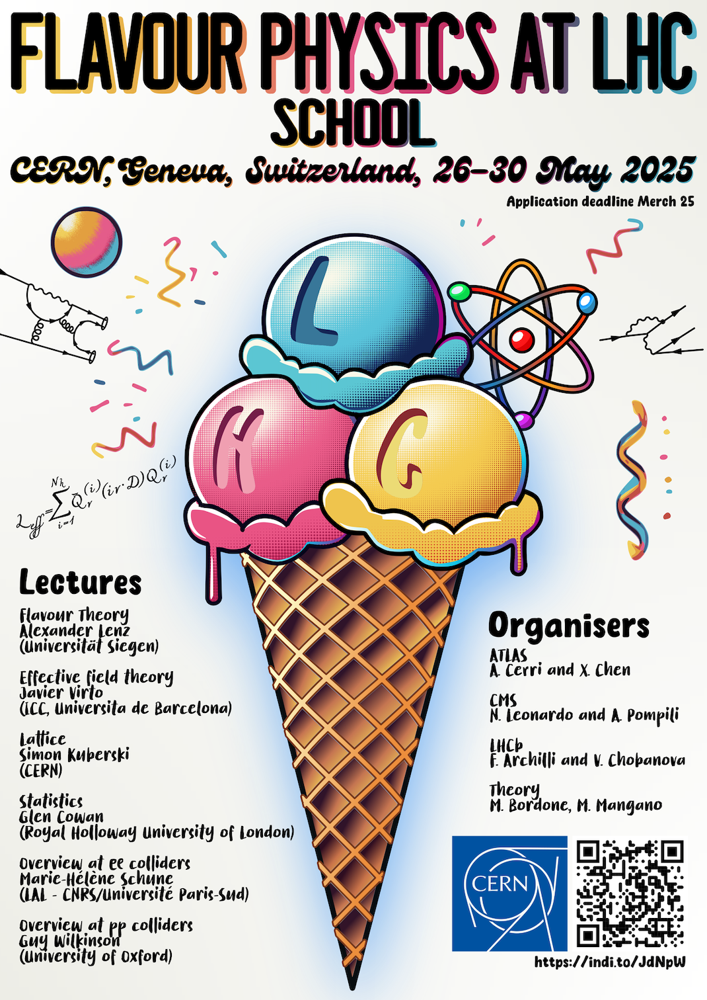 FLAVOUR PHYSICS AT LHC
SCHOOL
CERN, Geneva, Switzerland, 26–30 May 2025
Application deadline Merch 25
L
H
C
Lectures
Flavour Theory
Alexander Lenz
(Universität Siegen)
Effective field theory
Javier Virto
(ICC, Universita de Barcelona)
Lattice
Simon Kuberski
(CERN)
Statistics
Glen Cowan
(Royal Holloway University of London)
Overview at ee colliders
Marie-Hélène Schune
(LAL - CNRS/Université Paris-Sud)
Overview at pp colliders
Guy Wilkinson
(University of Oxford)
Organisers
ATLAS
A. Cerri and X. Chen
CMS
N. Leonardo and A. Pompili
LHCb
F. Archilli and V. Chobanova
Theory
M. Bordone, M. Mangano
CERN
https://indi.to/JdNpW